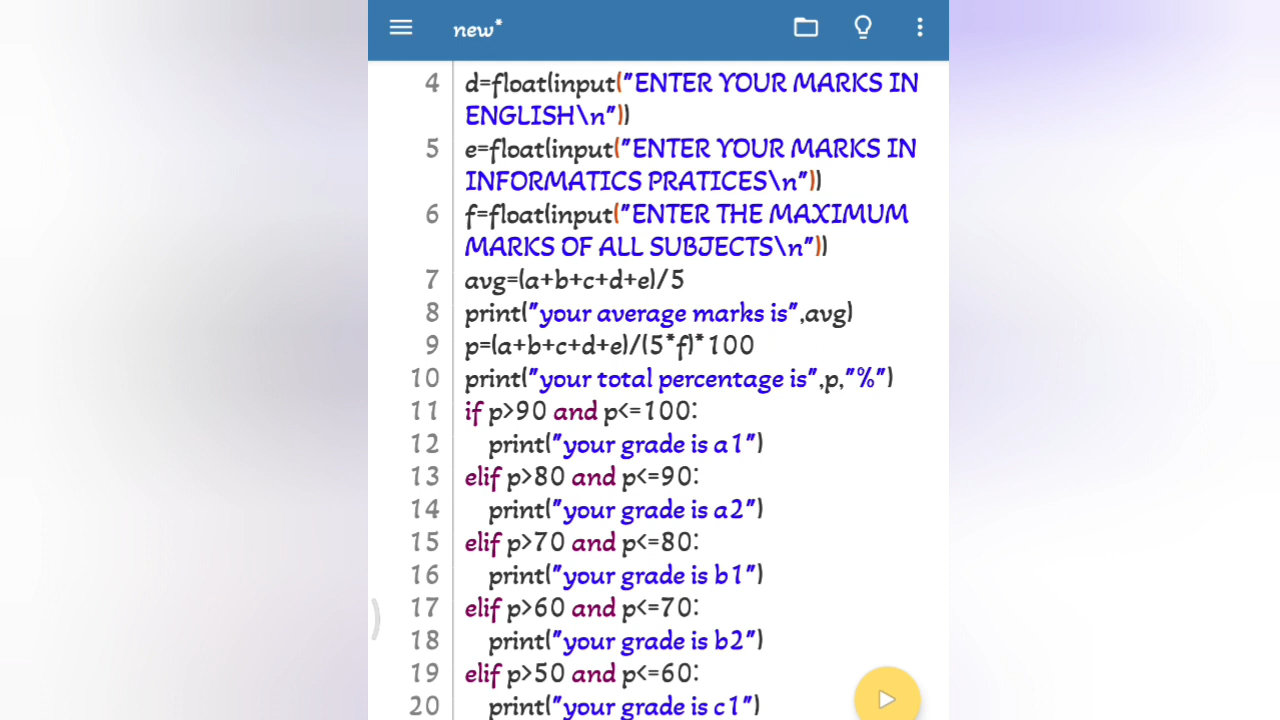 new*
4 d=float(input("ENTER YOUR MARKS IN
ENGLISH\n"))
5 e=float(input("ENTER YOUR MARKS IN
INFORMATICS PRATICES\n"))
6 f=float(input("ENTER THE MAXIMUM
MARKS OF ALL SUBJECTS\n"))
7 avg=(a+b+c+d+e)/5
8 print("your average marks is",avg)
9 p=(a+b+c+d+e)/(5*f)*100
10 print("your total percentage is",p,"%")
11 if p>90 and p<=100:
12 print("your grade is a1")
13 elif p>80 and p<=90:
14 print("your grade is a2")
15 elif p>70 and p<=80:
16 print("your grade is b1")
17 elif p>60 and p<=70:
18 print("your grade is b2")
19 elif p>50 and p<=60:
20 print("your grade is c1")